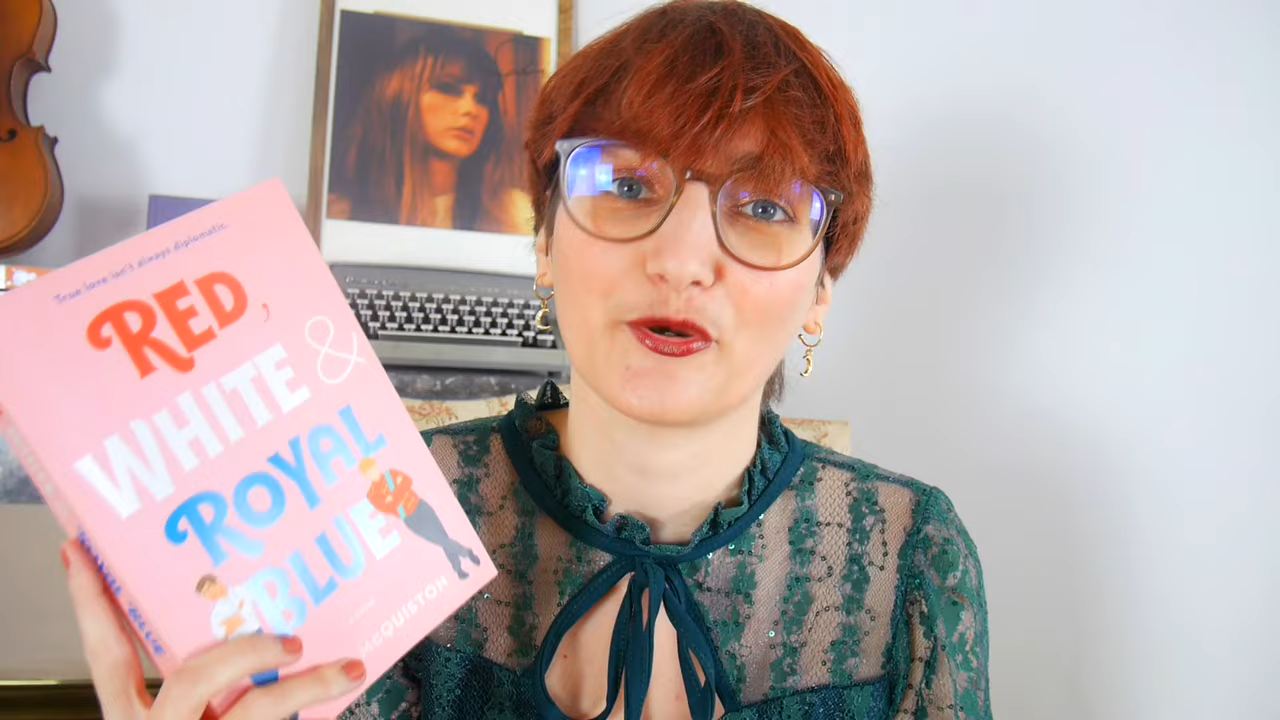 True love isn't always diplomatic.
RED,
WHITE &
ROYAL
BLUE
McQUISTON